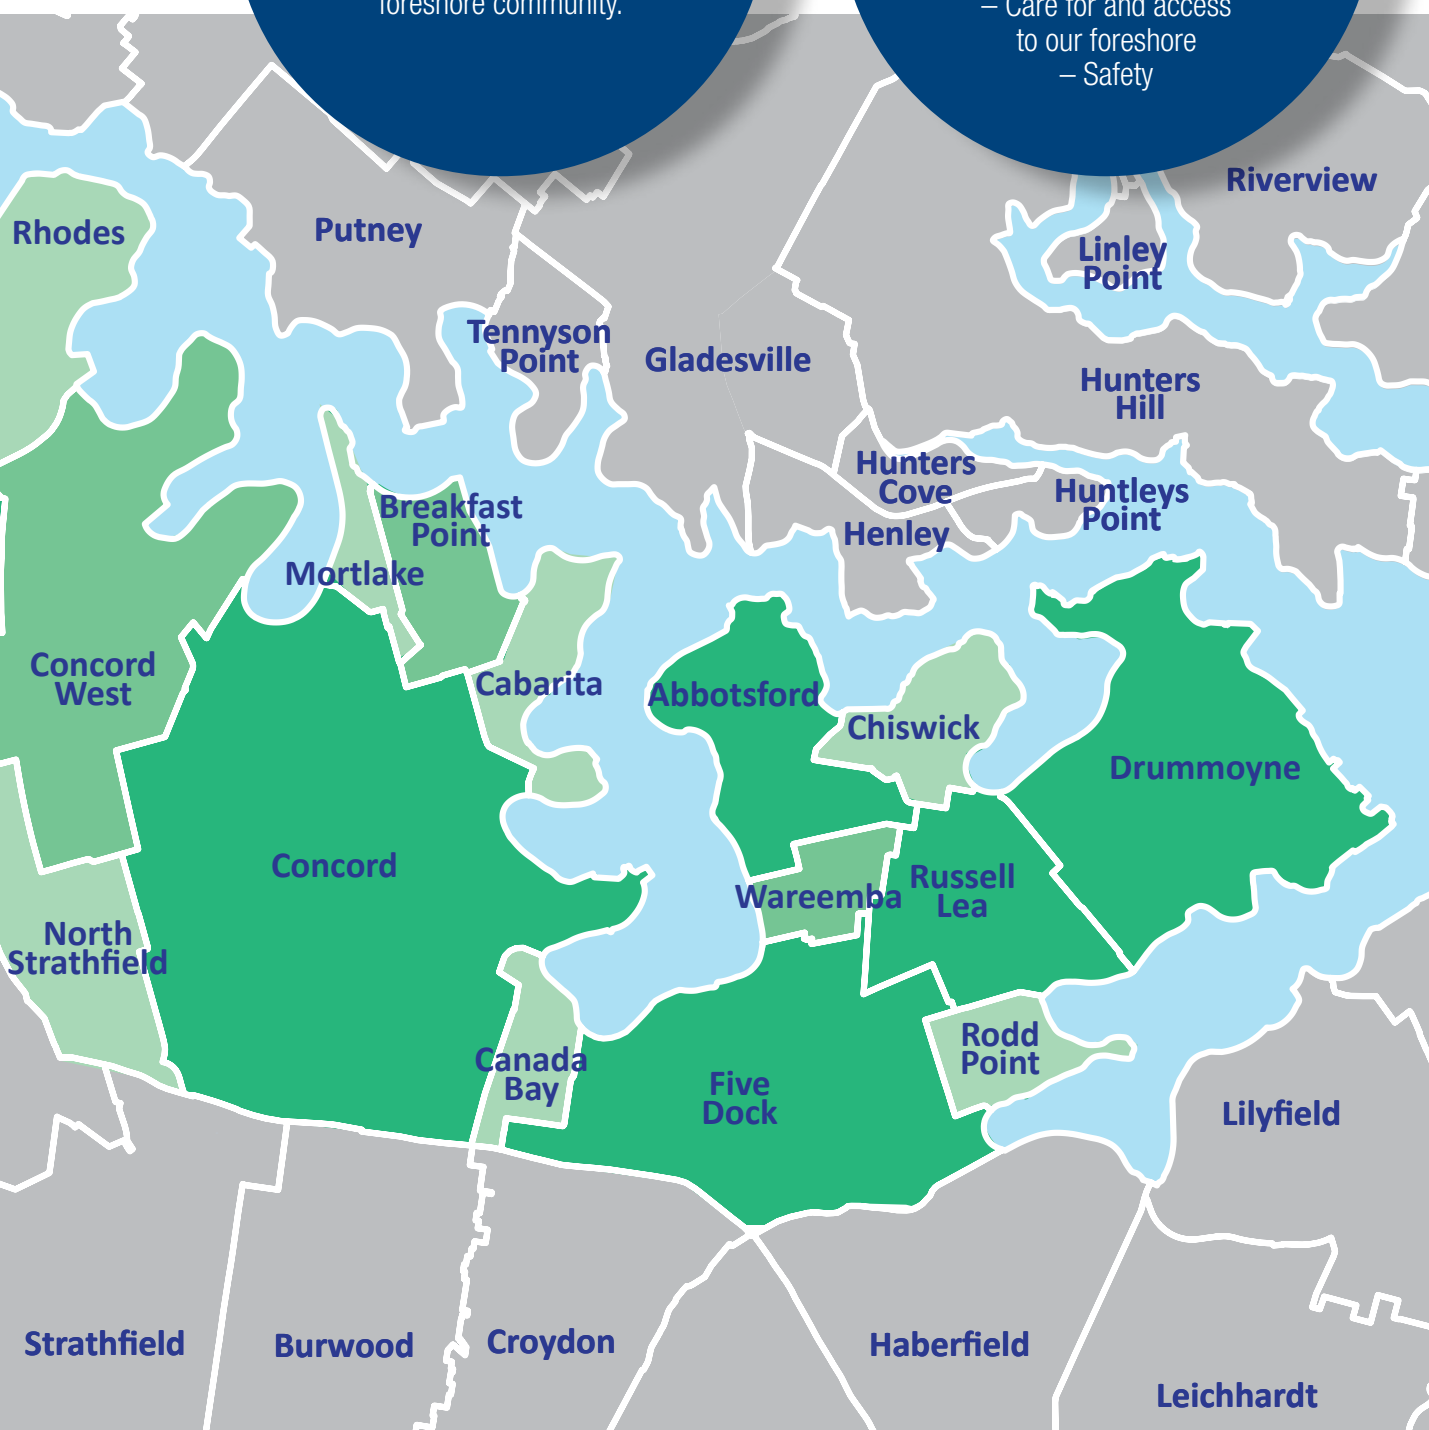 foreshore community.
– Care for and access
to our foreshore
– Safety
Riverview
Rhodes
Putney
Linley
Point
Tennyson
Point
Gladesville
Hunters
Hill
Hunters
Cove
Huntleys
Point
Breakfast
Point
Henley
Mortlake
Concord
West
Cabarita
Abbotsford
Chiswick
Drummoyne
Concord
Wareemba
Russell
Lea
North
Strathfield
Canada
Bay
Rodd
Point
Five
Dock
Lilyfield
Strathfield
Burwood
Croydon
Haberfield
Leichhardt